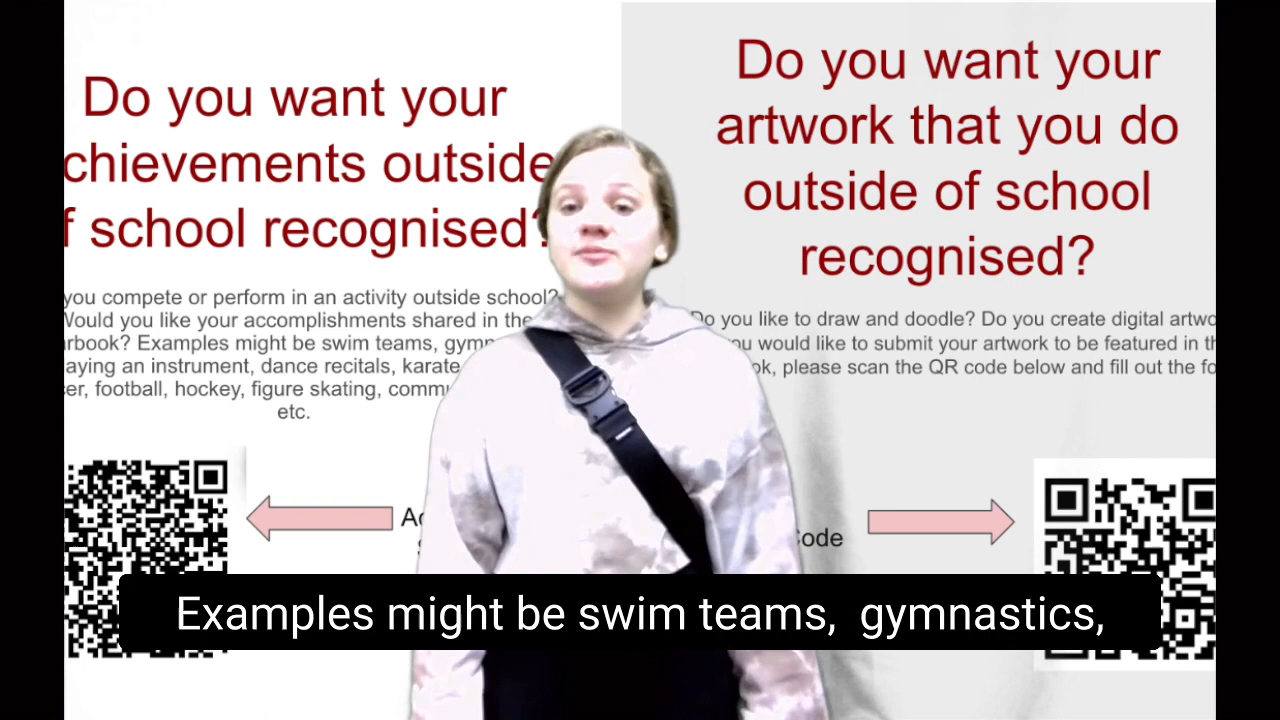 Do you want your
chievements outside
f school recognised?
you compete or perform in an activity outside school?
Would you like your accomplishments shared in the
rbook? Examples might be swim teams, gymn
aying an instrument, dance recitals, karate
cer, football, hockey, figure skating, commu
etc.
Do you want your
artwork that you do
outside of school
recognised?
Do you like to draw and doodle? Do you create digital artwo
ou would like to submit your artwork to be featured in th
ok, please scan the QR code below and fill out the fo
Code
Examples might be swim teams, gymnastics,